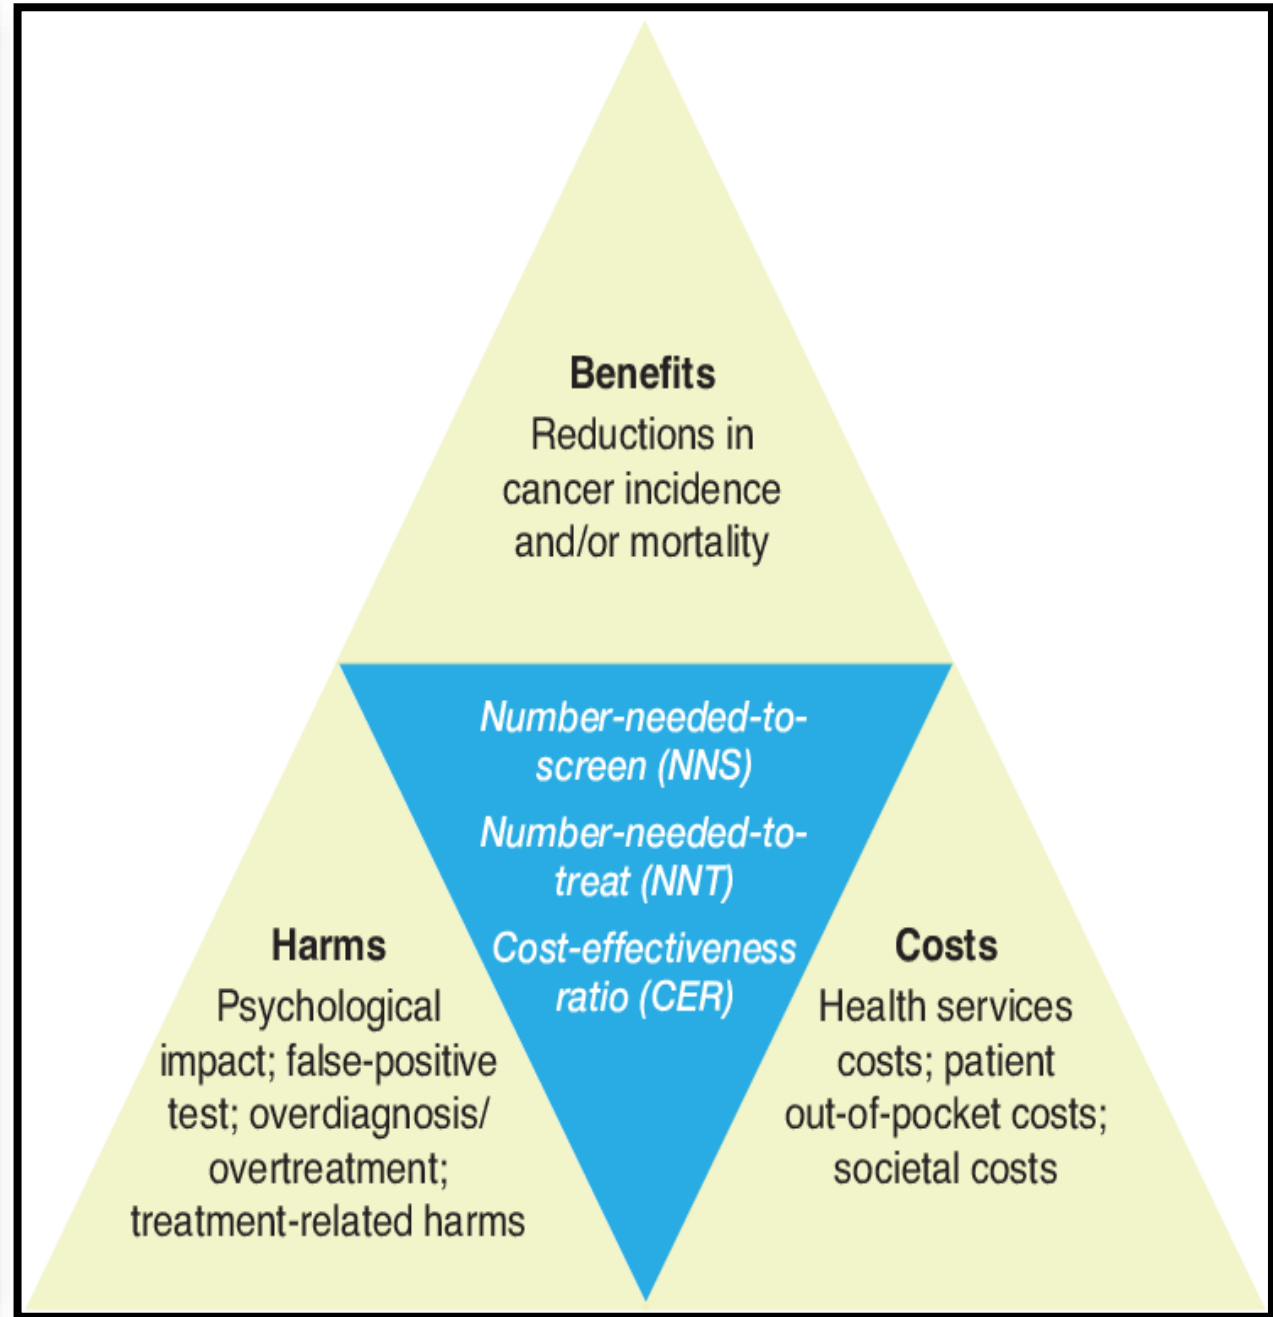 Benefits
Reductions in
cancer incidence
and/or mortality
Number-needed-to-
screen (NNS)
Number-needed-to-
treat (NNT)
Cost-effectiveness
ratio (CER)
Harms
Psychological
impact; false-positive
test; overdiagnosis/
overtreatment;
treatment-related harms
Costs
Health services
costs; patient
out-of-pocket costs;
societal costs